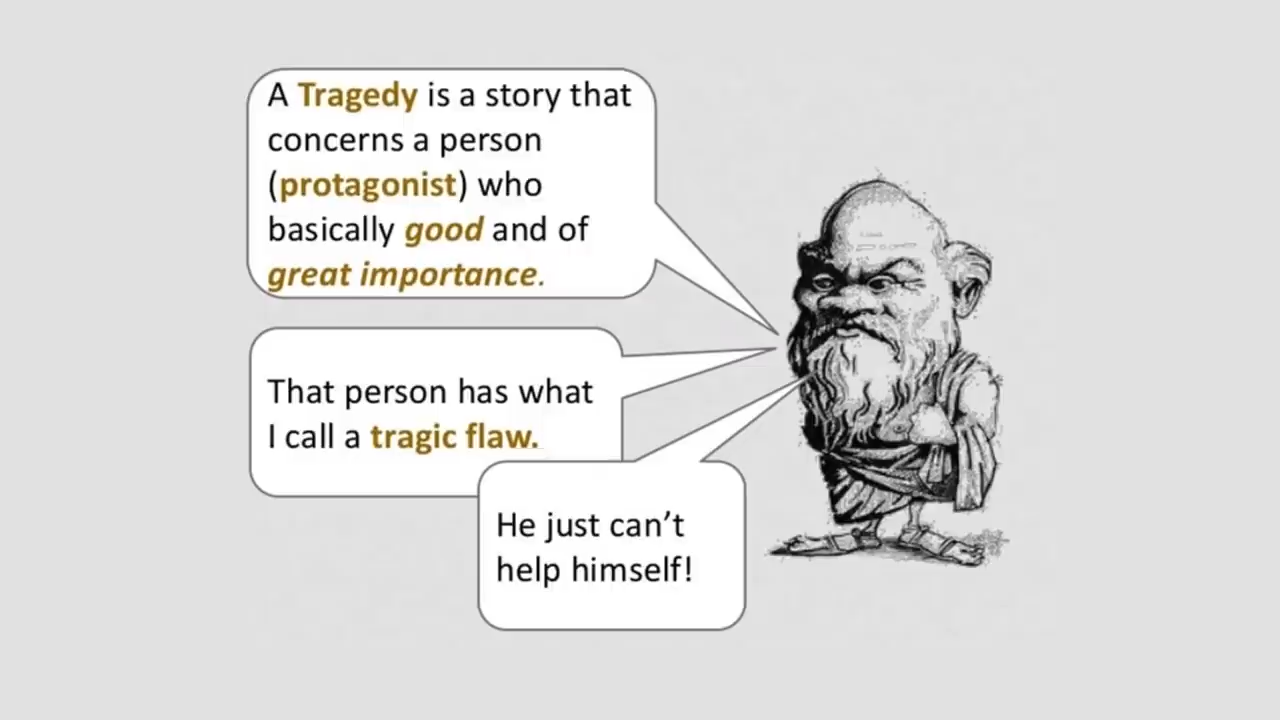 A Tragedy is a story that
concerns a person
(protagonist) who
basically good and of
great importance.
That person has what
I call a tragic flaw.
He just can’t
help himself!